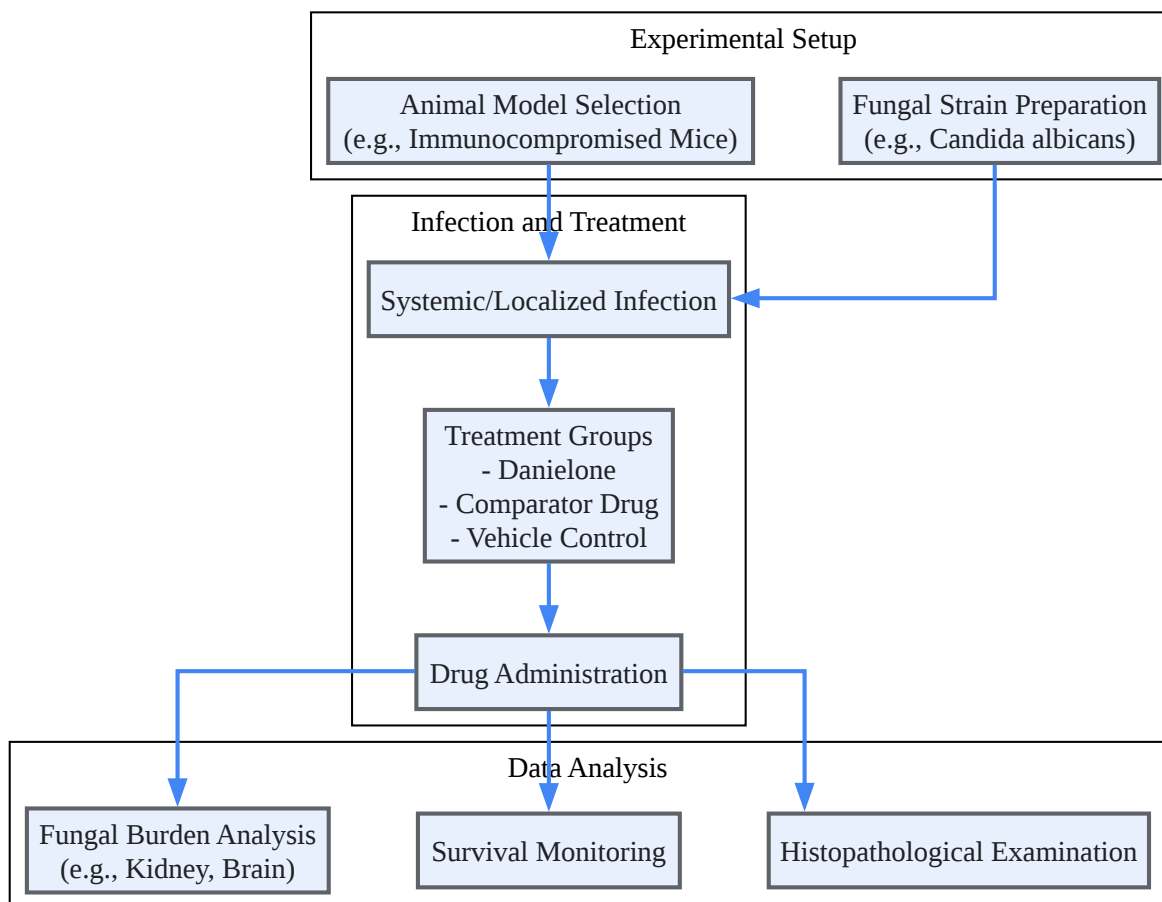 Experimental Setup
Animal Model Selection
(e.g., Immunocompromised Mice)
Fungal Strain Preparation
(e.g., Candida albicans)
Infection and Treatment
Systemic/Localized Infection
Treatment Groups
- Danielone
- Comparator Drug
- Vehicle Control
Drug Administration
Data Analysis
Fungal Burden Analysis
(e.g., Kidney, Brain)
Survival Monitoring
Histopathological Examination